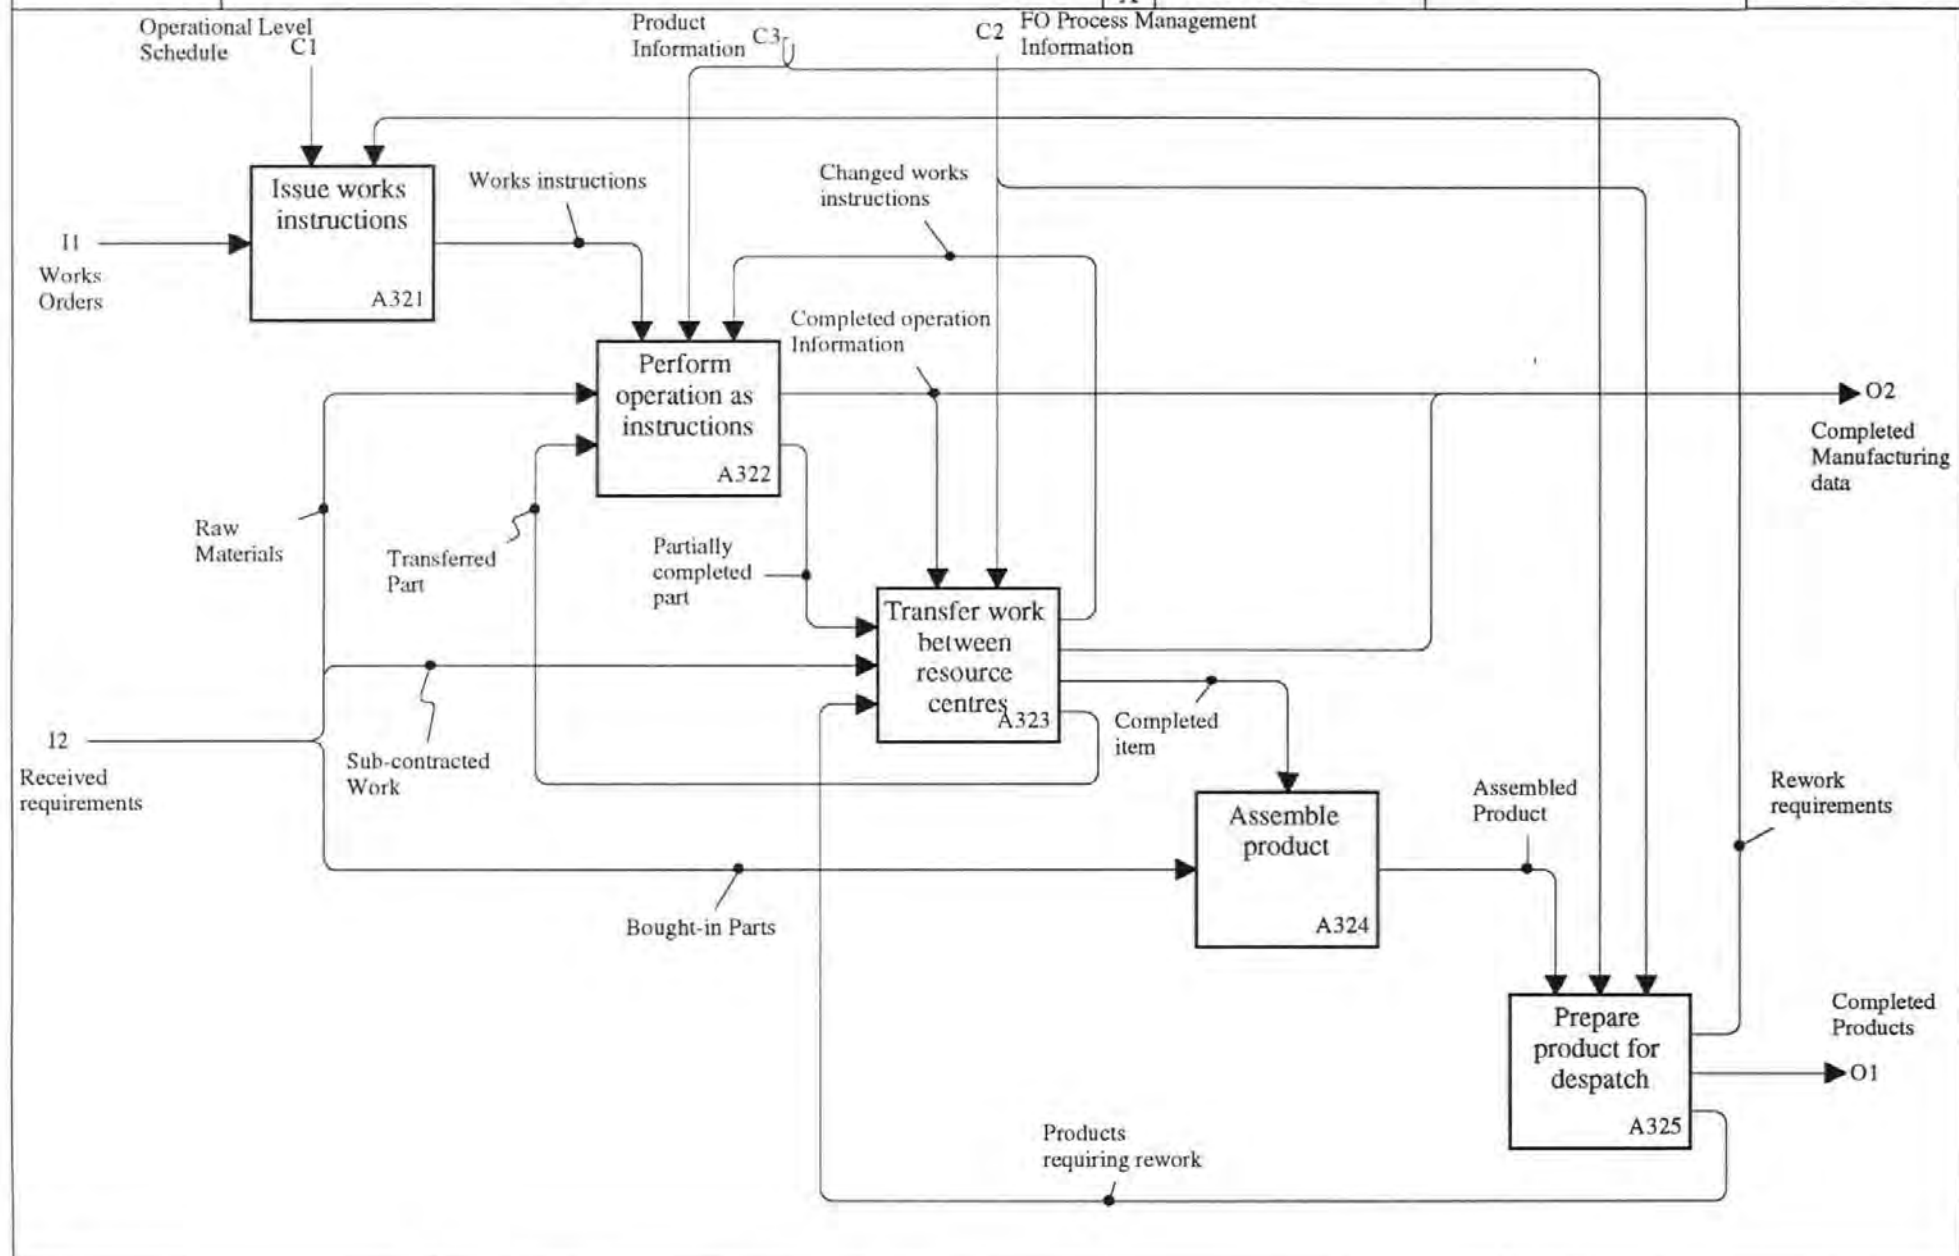 Operational Level
Schedule
C1
Product
Information
C3
C2
FO Process Management
Information
Issue works
instructions
A321
Works instructions
Changed works
instructions
I1
Works
Orders
Completed operation
Information
Perform
operation as
instructions
A322
O2
Completed
Manufacturing
data
Raw
Materials
Transferred
Part
Partially
completed
part
Transfer work
between
resource
centres
A323
Completed
item
I2
Received
requirements
Sub-contracted
Work
Assemble
product
A324
Assembled
Product
Rework
requirements
Bought-in Parts
Prepare
product for
despatch
A325
Completed
Products
O1
Products
requiring rework